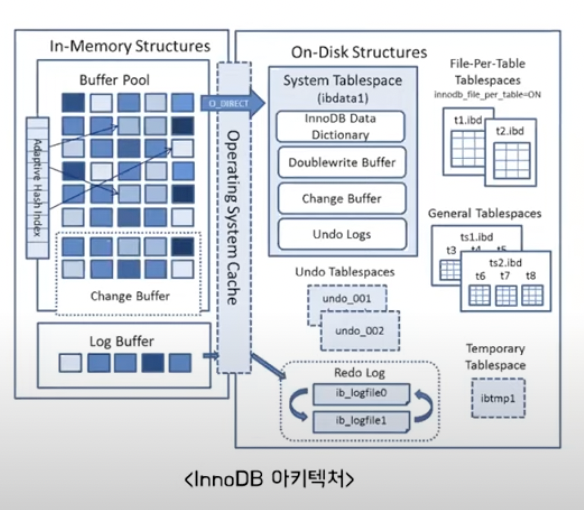 In-Memory Structures
Buffer Pool
Adaptive Hash Index
Change Buffer
Log Buffer
Operating System Cache
O_DIRECT
On-Disk Structures
System Tablespace
(ibdata1)
InnoDB Data
Dictionary
Doublewrite Buffer
Change Buffer
Undo Logs
File-Per-Table
Tablespaces
innodb_file_per_table=ON
t1.ibd
t2.ibd
General Tablespaces
ts1.ibd
t3 t4 t5
ts2.ibd
t6 t7 t8
Undo Tablespaces
undo_001
undo_002
Redo Log
ib_logfile0
ib_logfile1
Temporary
Tablespace
ibtmp1
<InnoDB 아키텍처>